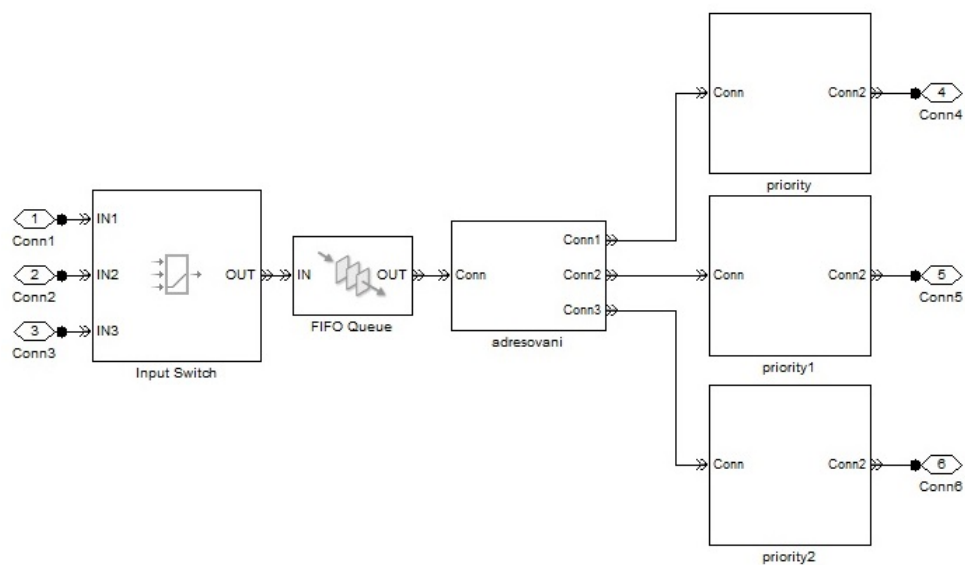 1
Conn1
2
Conn2
3
Conn3
IN1
IN2
IN3
OUT
Input Switch
IN
OUT
FIFO Queue
Conn
Conn1
Conn2
Conn3
adresovani
Conn
Conn2
priority
4
Conn4
Conn
Conn2
priority1
5
Conn5
Conn
Conn2
priority2
6
Conn6